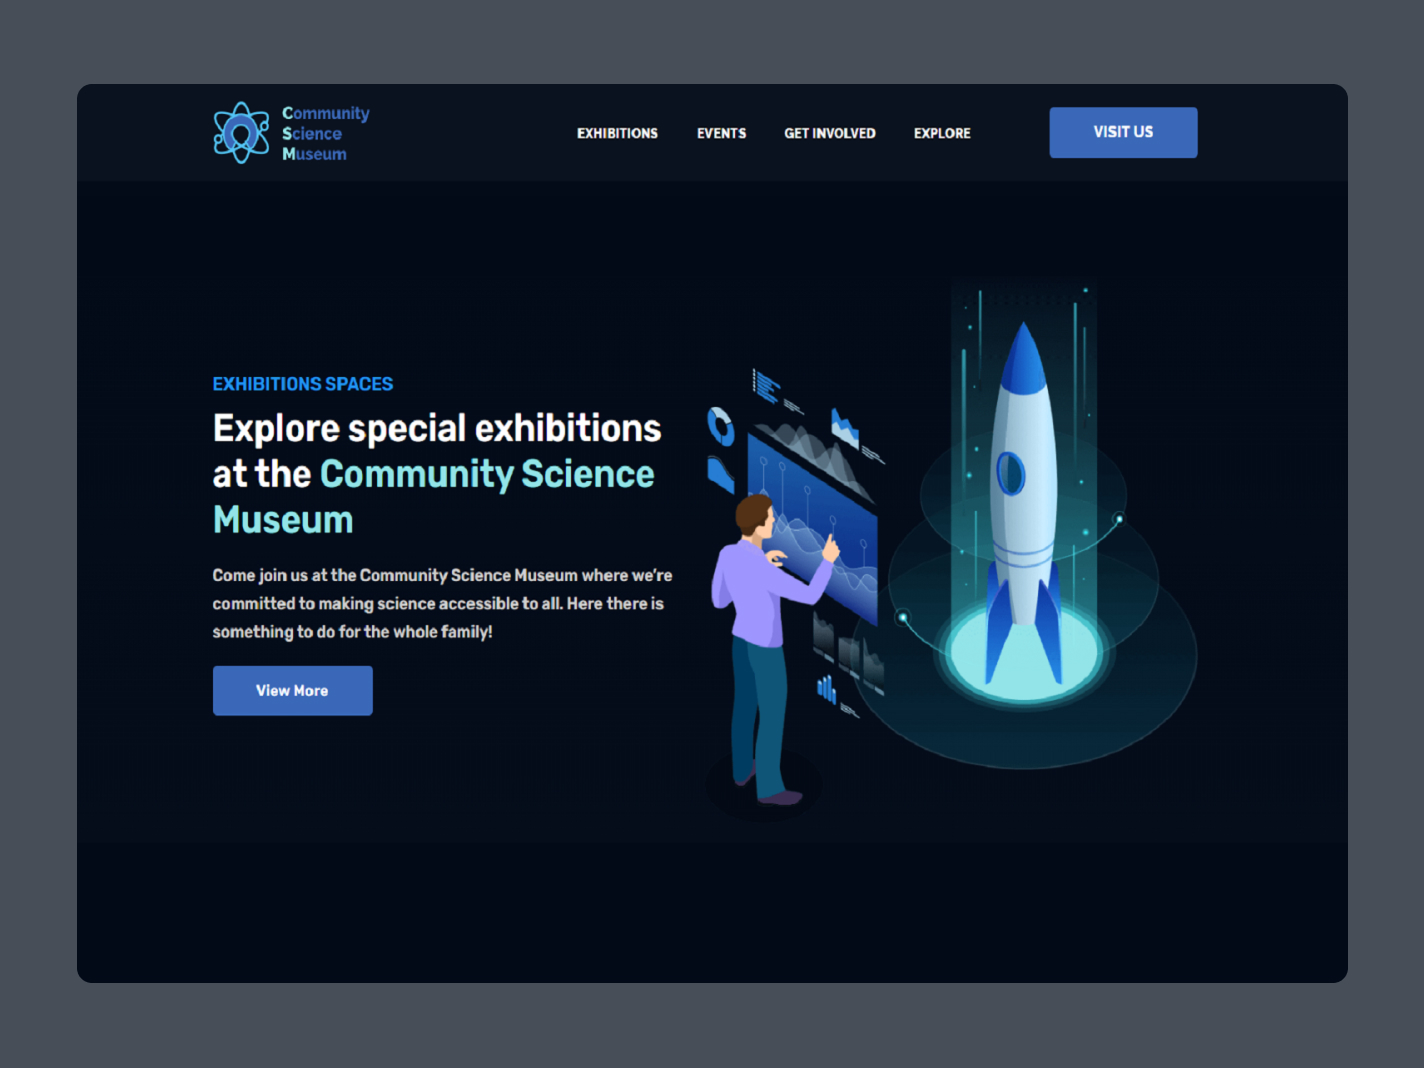 Community
Science
Museum
EXHIBITIONS
EVENTS
GET INVOLVED
EXPLORE
VISIT US
EXHIBITIONS SPACES
Explore special exhibitions
at the Community Science
Museum
Come join us at the Community Science Museum where we're
committed to making science accessible to all. Here there is
something to do for the whole family!
View More